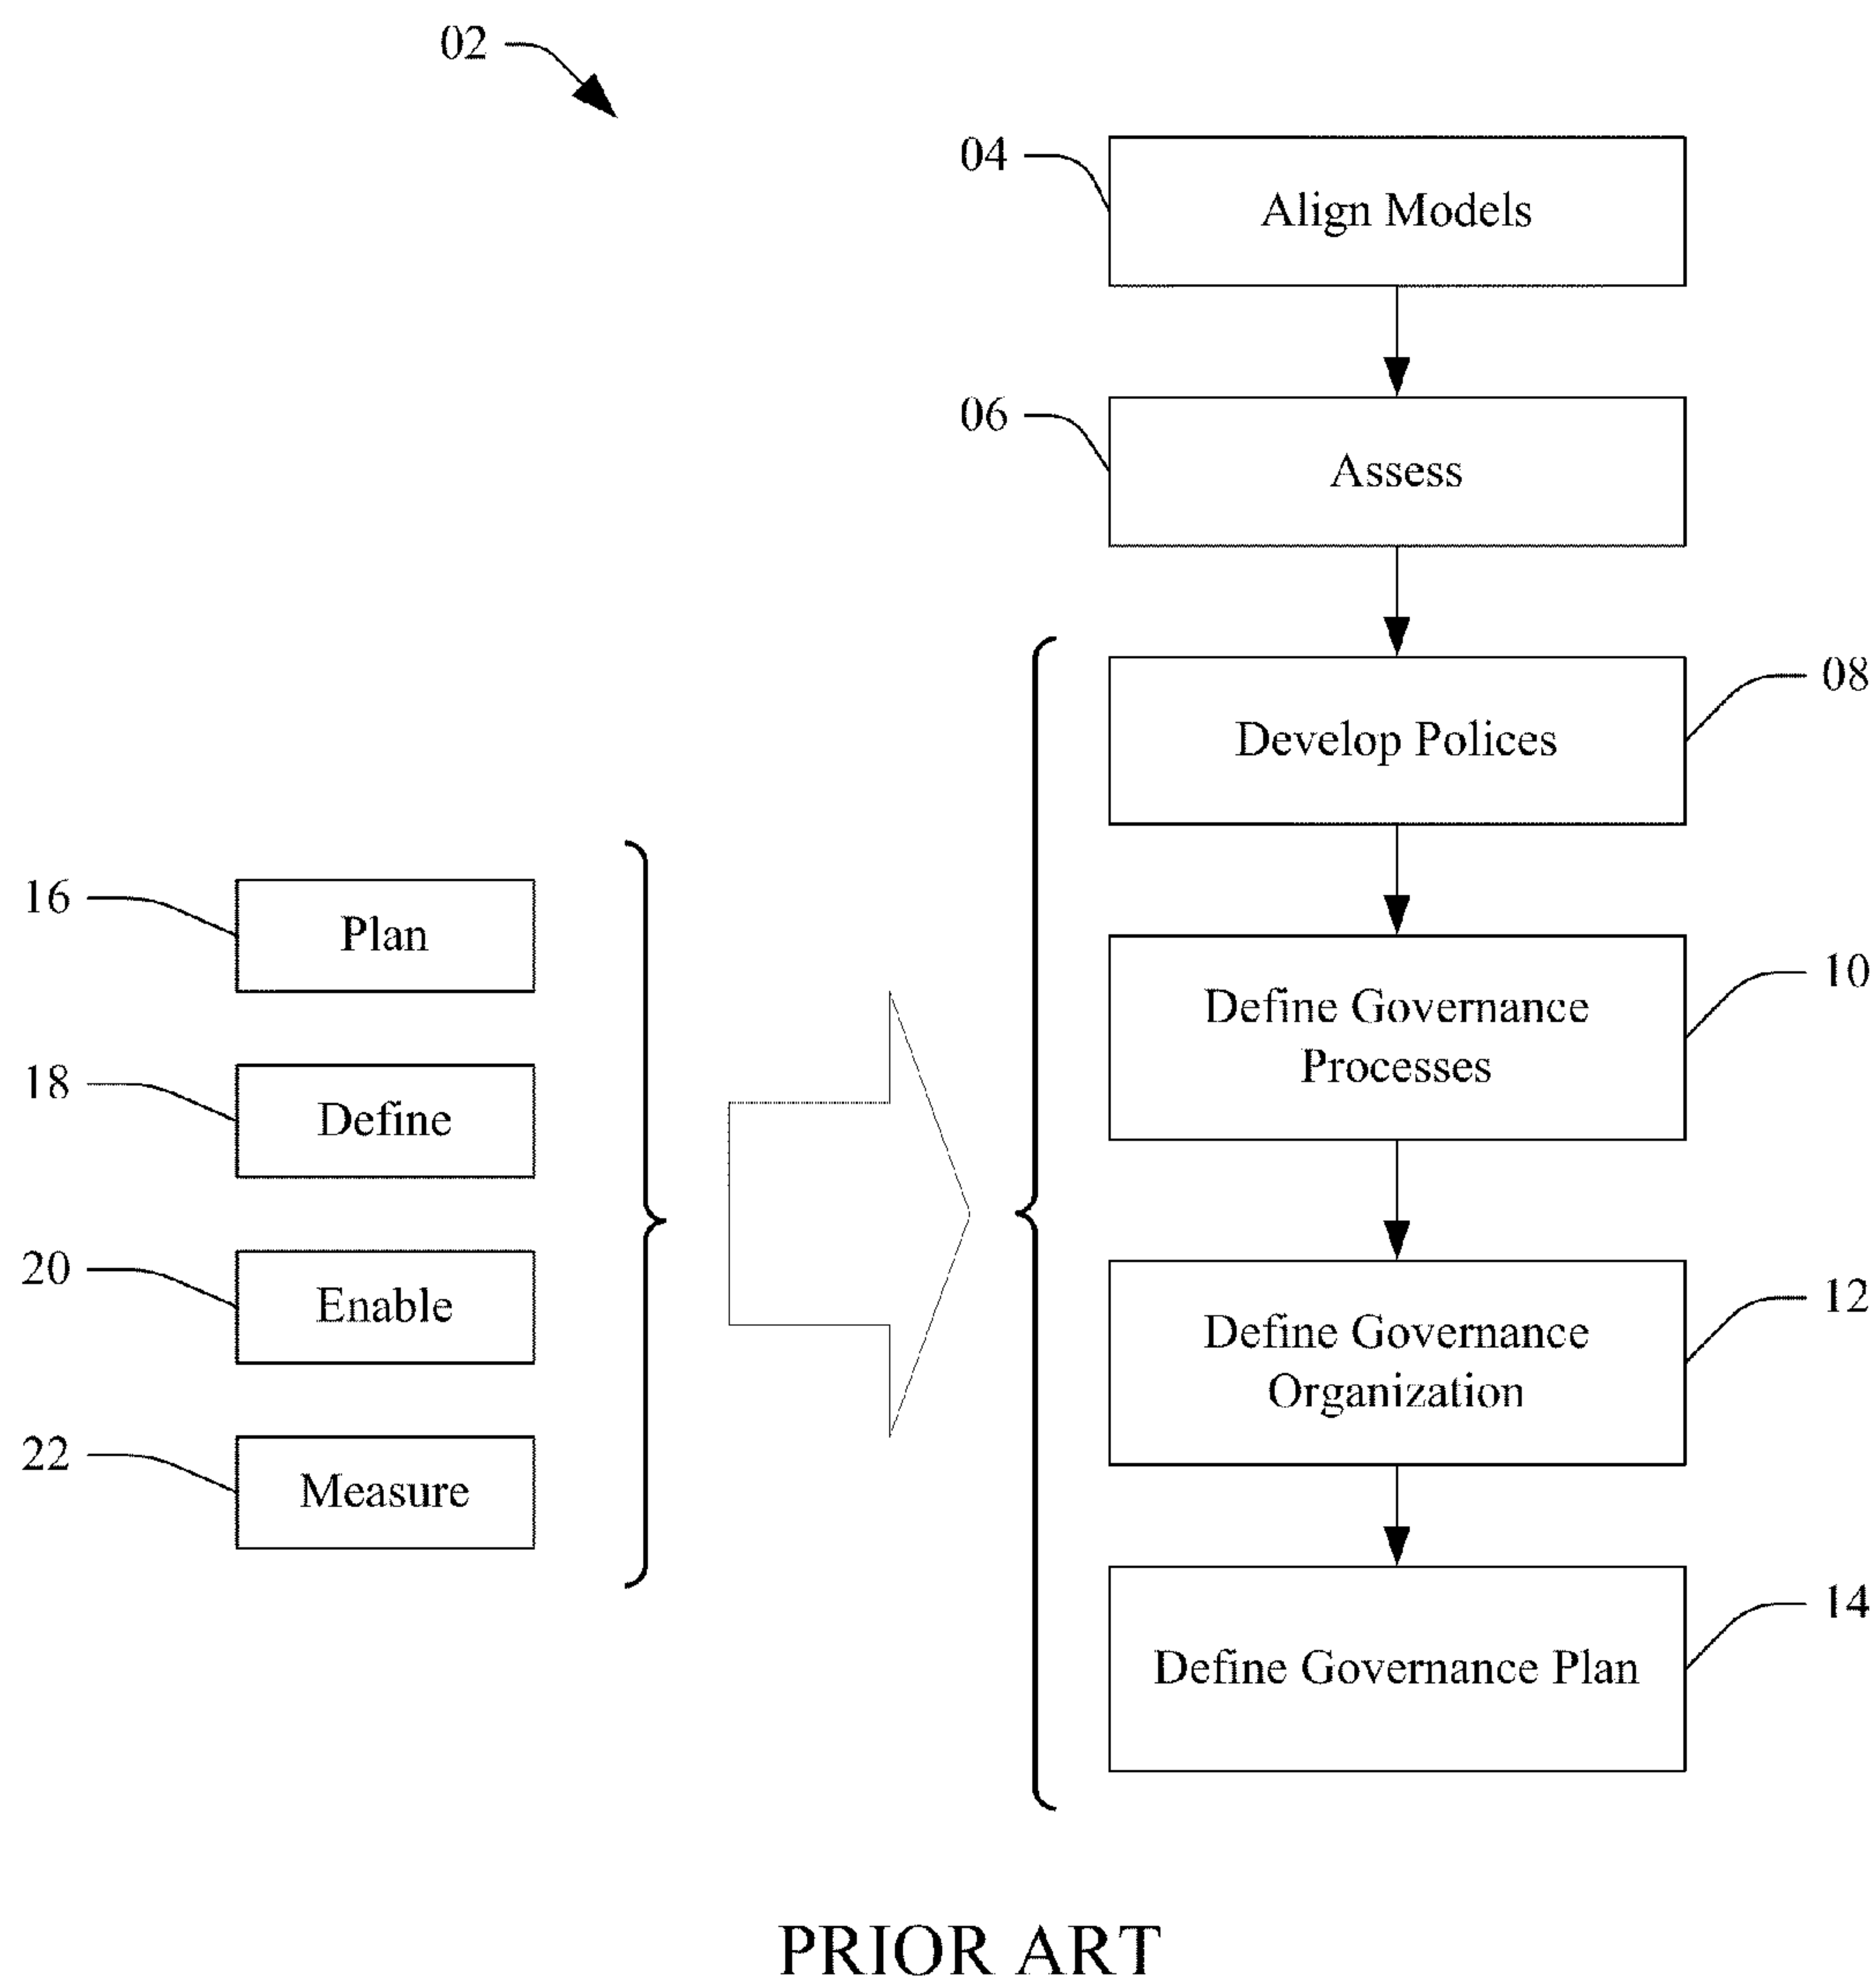 02
04
Align Models
06
Assess
08
Develop Polices
16
Plan
10
Define Governance
Processes
18
Define
20
Enable
12
Define Governance
Organization
22
Measure
14
Define Governance Plan
PRIOR ART